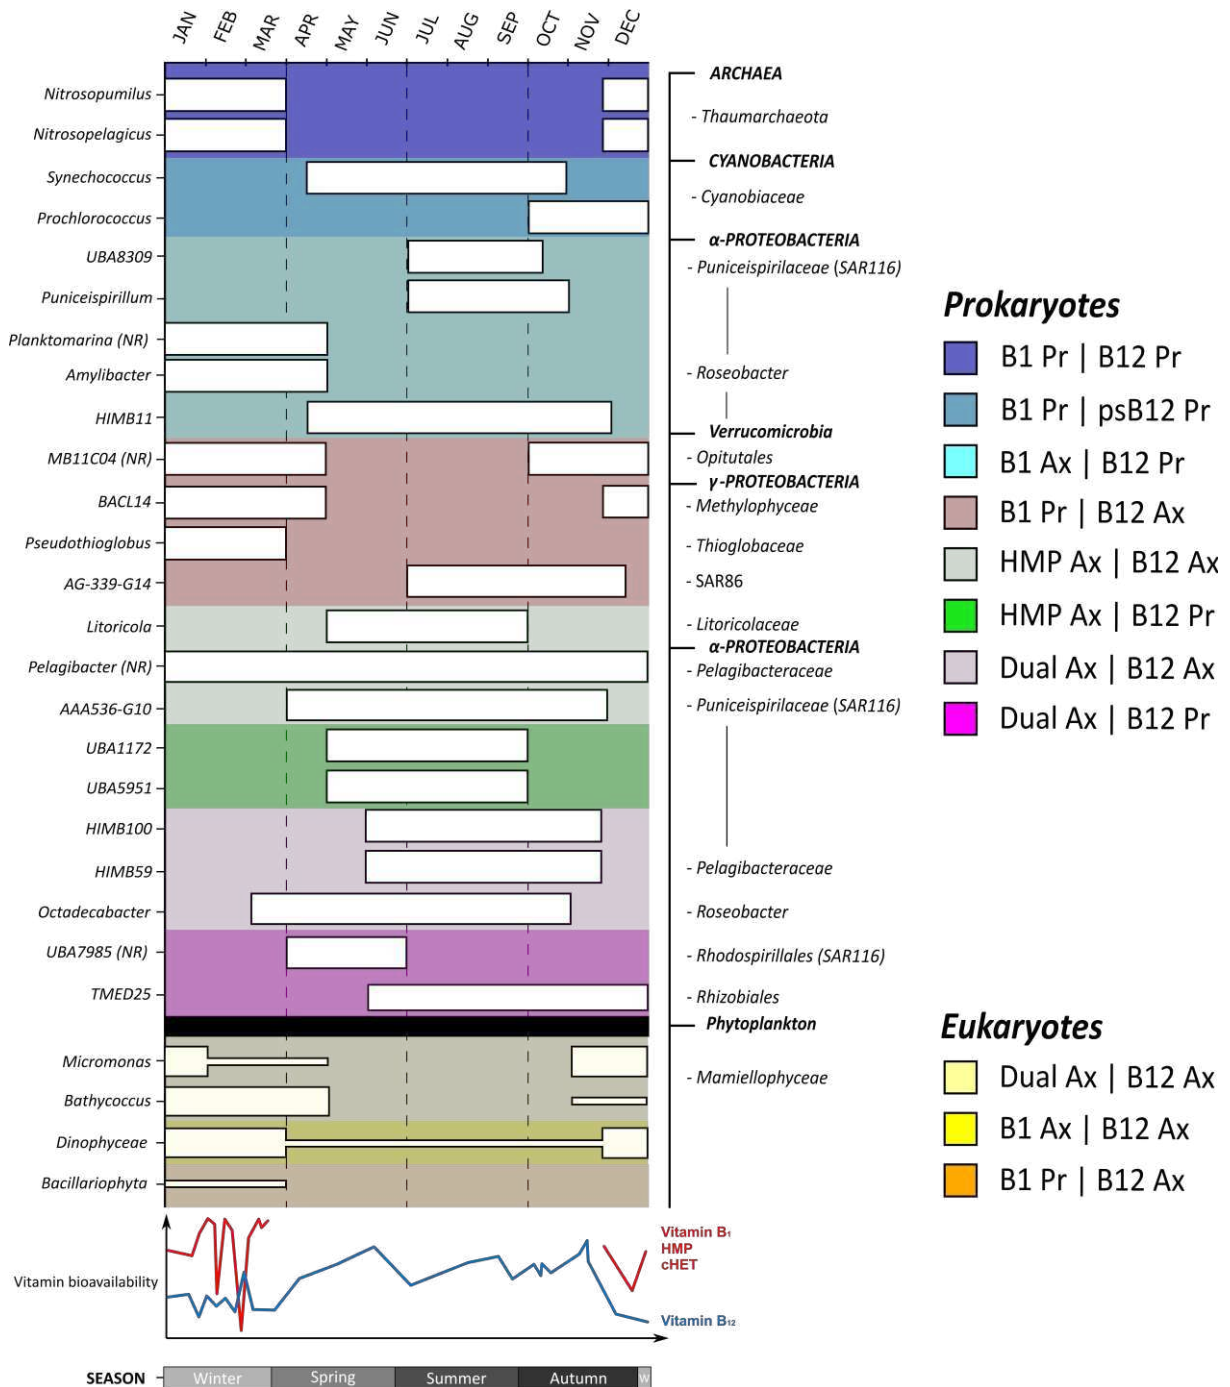 JAN FEB MAR APR MAY JUN JUL AUG SEP OCT NOV DEC
ARCHAEA
Nitrosopumilus
- Thaumarchaeota
Nitrosopelagicus
CYANOBACTERIA
Synechococcus
- Cyanobiaceae
Prochlorococcus
α-PROTEOBACTERIA
UBA8309
- Puniceispirilaceae (SAR116)
Puniceispirillum
Planktomarina (NR)
Amylibacter
- Roseobacter
HIMB11
Verrucomicrobia
MB11C04 (NR)
- Opitutales
γ-PROTEOBACTERIA
BACL14
- Methylophyceae
Pseudothioglobus
- Thioglobaceae
AG-339-G14
- SAR86
Litoricola
- Litoricolaceae
α-PROTEOBACTERIA
Pelagibacter (NR)
- Pelagibacteraceae
AAA536-G10
- Puniceispirilaceae (SAR116)
UBA1172
UBA5951
HIMB100
HIMB59
- Pelagibacteraceae
Octadecabacter
- Roseobacter
UBA7985 (NR)
- Rhodospirillales (SAR116)
TMED25
- Rhizobiales
Phytoplankton
Micromonas
- Mamiellophyceae
Bathycoccus
Dinophyceae
Bacillariophyta
Prokaryotes
B1 Pr | B12 Pr
B1 Pr | psB12 Pr
B1 Ax | B12 Pr
B1 Pr | B12 Ax
HMP Ax | B12 Ax
HMP Ax | B12 Pr
Dual Ax | B12 Ax
Dual Ax | B12 Pr
Eukaryotes
Dual Ax | B12 Ax
B1 Ax | B12 Ax
B1 Pr | B12 Ax
Vitamin B₁
HMP
cHET
Vitamin bioavailability
Vitamin B₁₂
SEASON Winter Spring Summer Autumn W